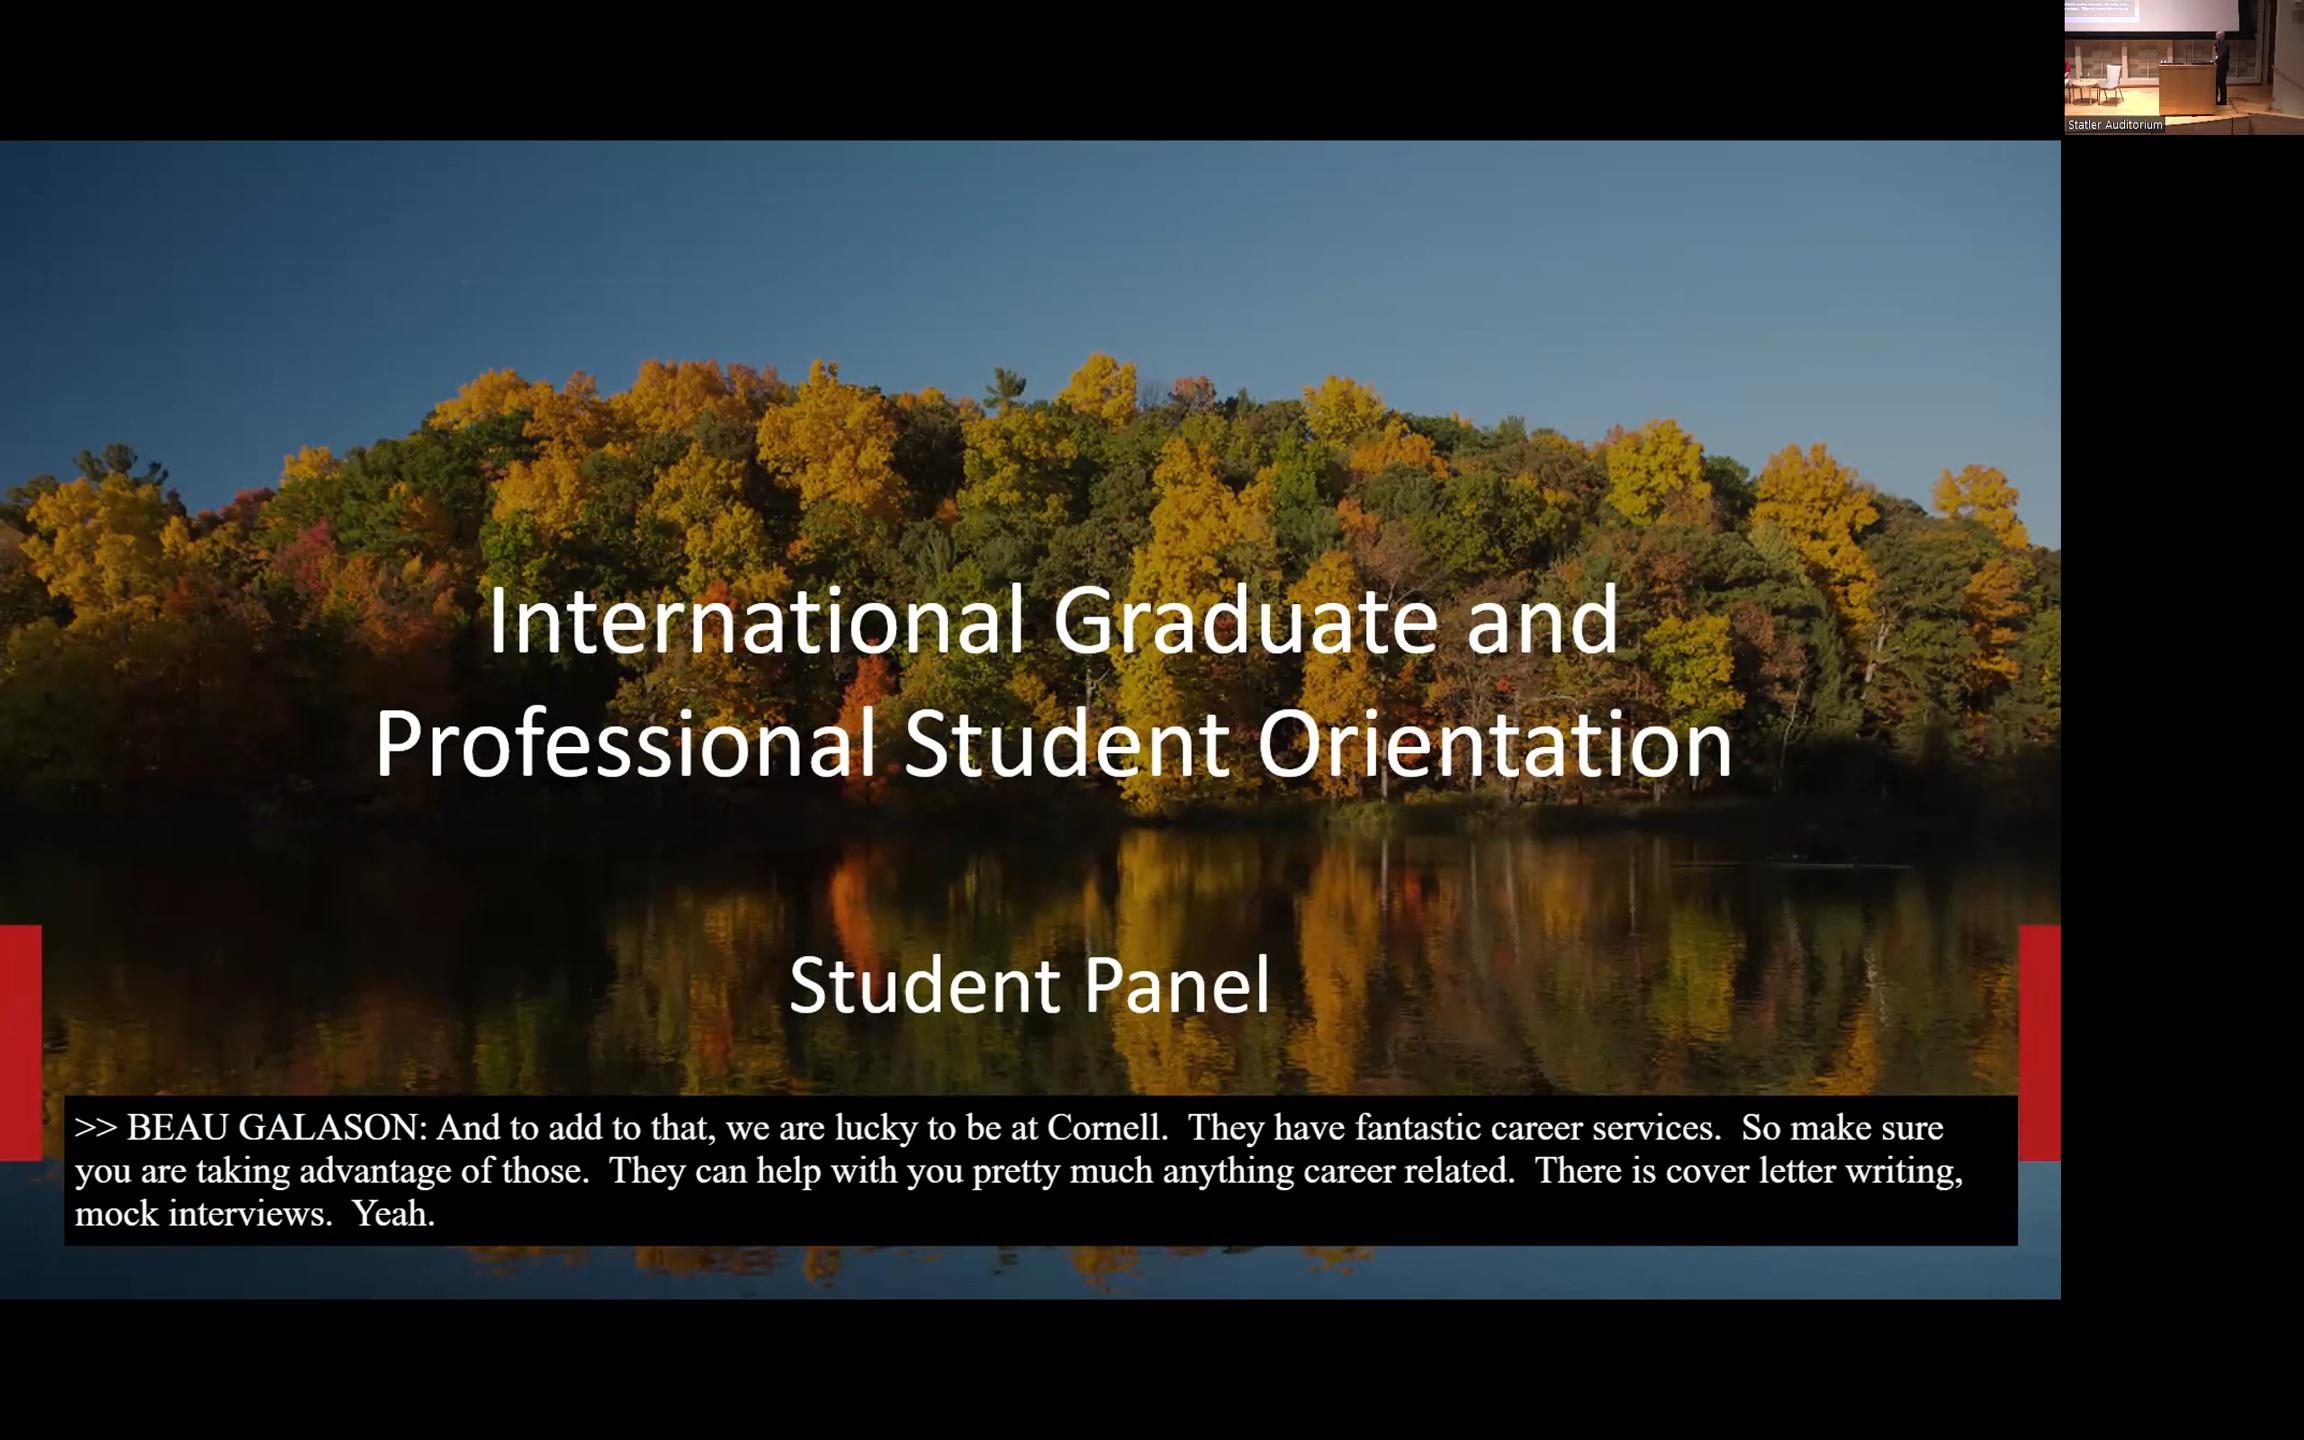 Statler Auditorium
International Graduate and
Professional Student Orientation
Student Panel
>> BEAU GALASON: And to add to that, we are lucky to be at Cornell.  They have fantastic career services.  So make sure
you are taking advantage of those.  They can help with you pretty much anything career related.  There is cover letter writing,
mock interviews.  Yeah.